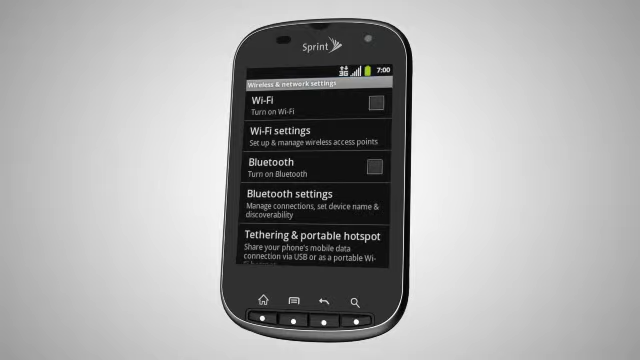 Sprint
3G 7:00
Wireless & network settings
Wi-Fi
Turn on Wi-Fi
Wi-Fi settings
Set up & manage wireless access points
Bluetooth
Turn on Bluetooth
Bluetooth settings
Manage connections, set device name &
discoverability
Tethering & portable hotspot
Share your phone's mobile data
connection via USB or as a portable Wi-